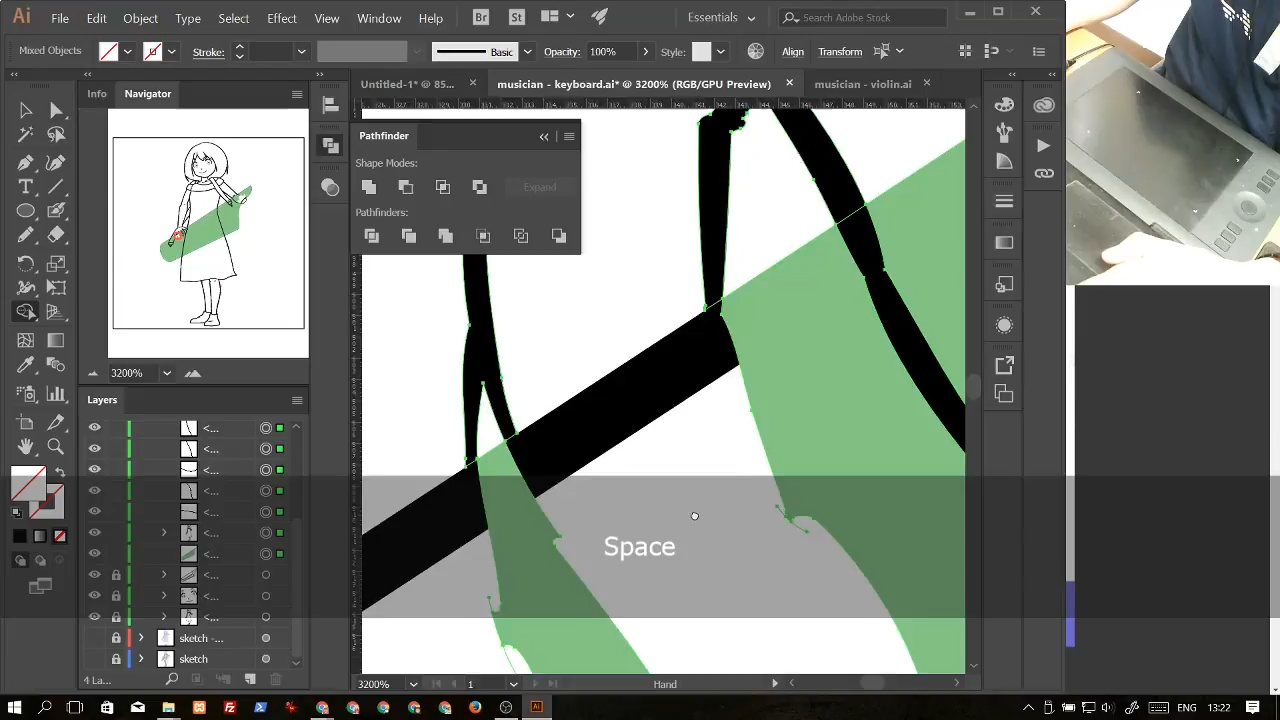 Ai File Edit Object Type Select Effect View Window Help Br St Essentials Search Adobe Stock
Mixed Objects Stroke: Basic Opacity: 100% Style: Align Transform
Info Navigator
Untitled-1* @ 85... musician - keyboard.ai* @ 3200% (RGB/GPU Preview) musician - violin.ai
Pathfinder
Shape Modes:
Expand
Pathfinders:
3200%
Layers
<...
<...
<...
<...
<...
<...
<...
<...
<...
<...
sketch -...
sketch
4 La...
Space
3200% 1 Hand
ENG 13:22